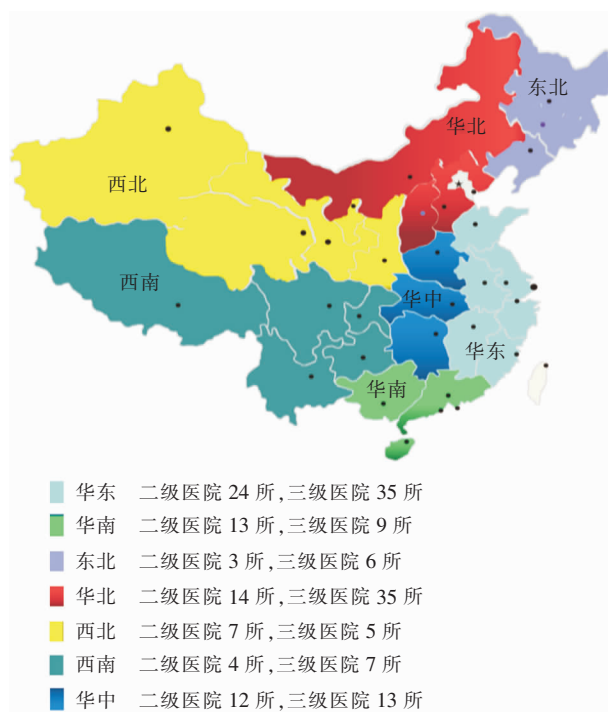 东北
华北
西北
西南
华中
华东
华南
华东 二级医院 24 所,三级医院 35 所
华南 二级医院 13 所,三级医院 9 所
东北 二级医院 3 所,三级医院 6 所
华北 二级医院 14 所,三级医院 35 所
西北 二级医院 7 所,三级医院 5 所
西南 二级医院 4 所,三级医院 7 所
华中 二级医院 12 所,三级医院 13 所